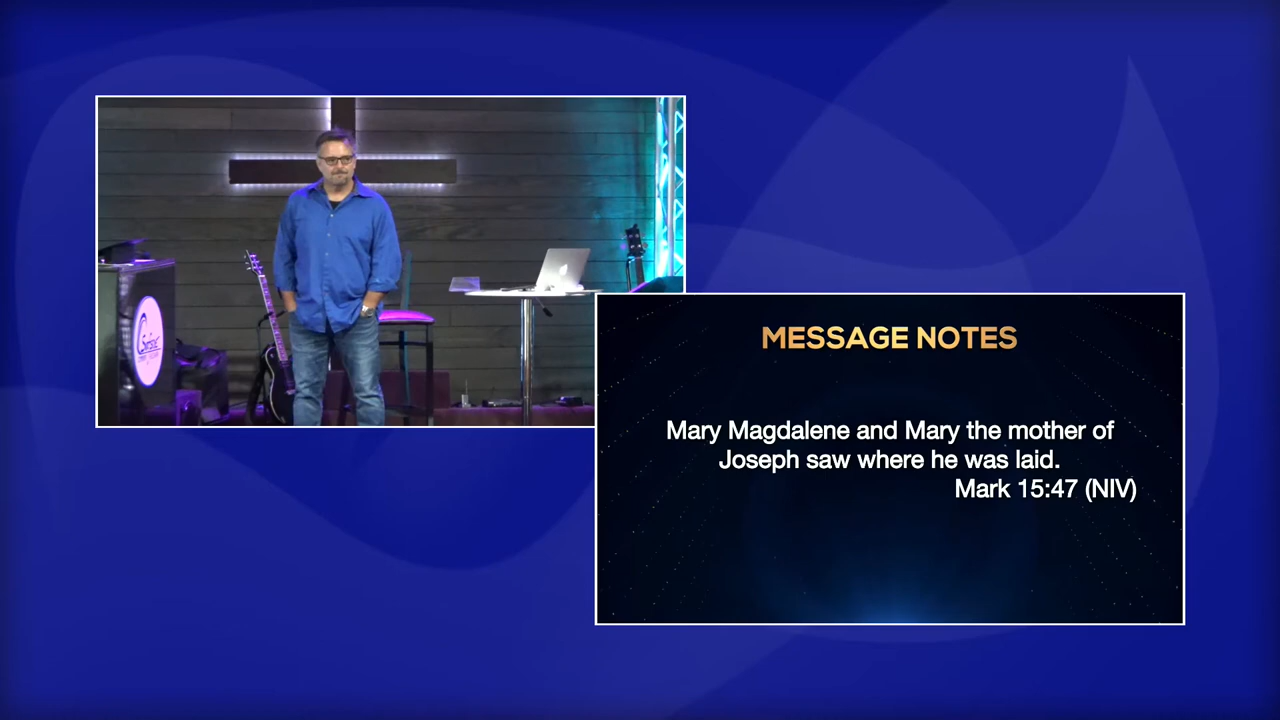 MESSAGE NOTES
Mary Magdalene and Mary the mother of
Joseph saw where he was laid.
Mark 15:47 (NIV)